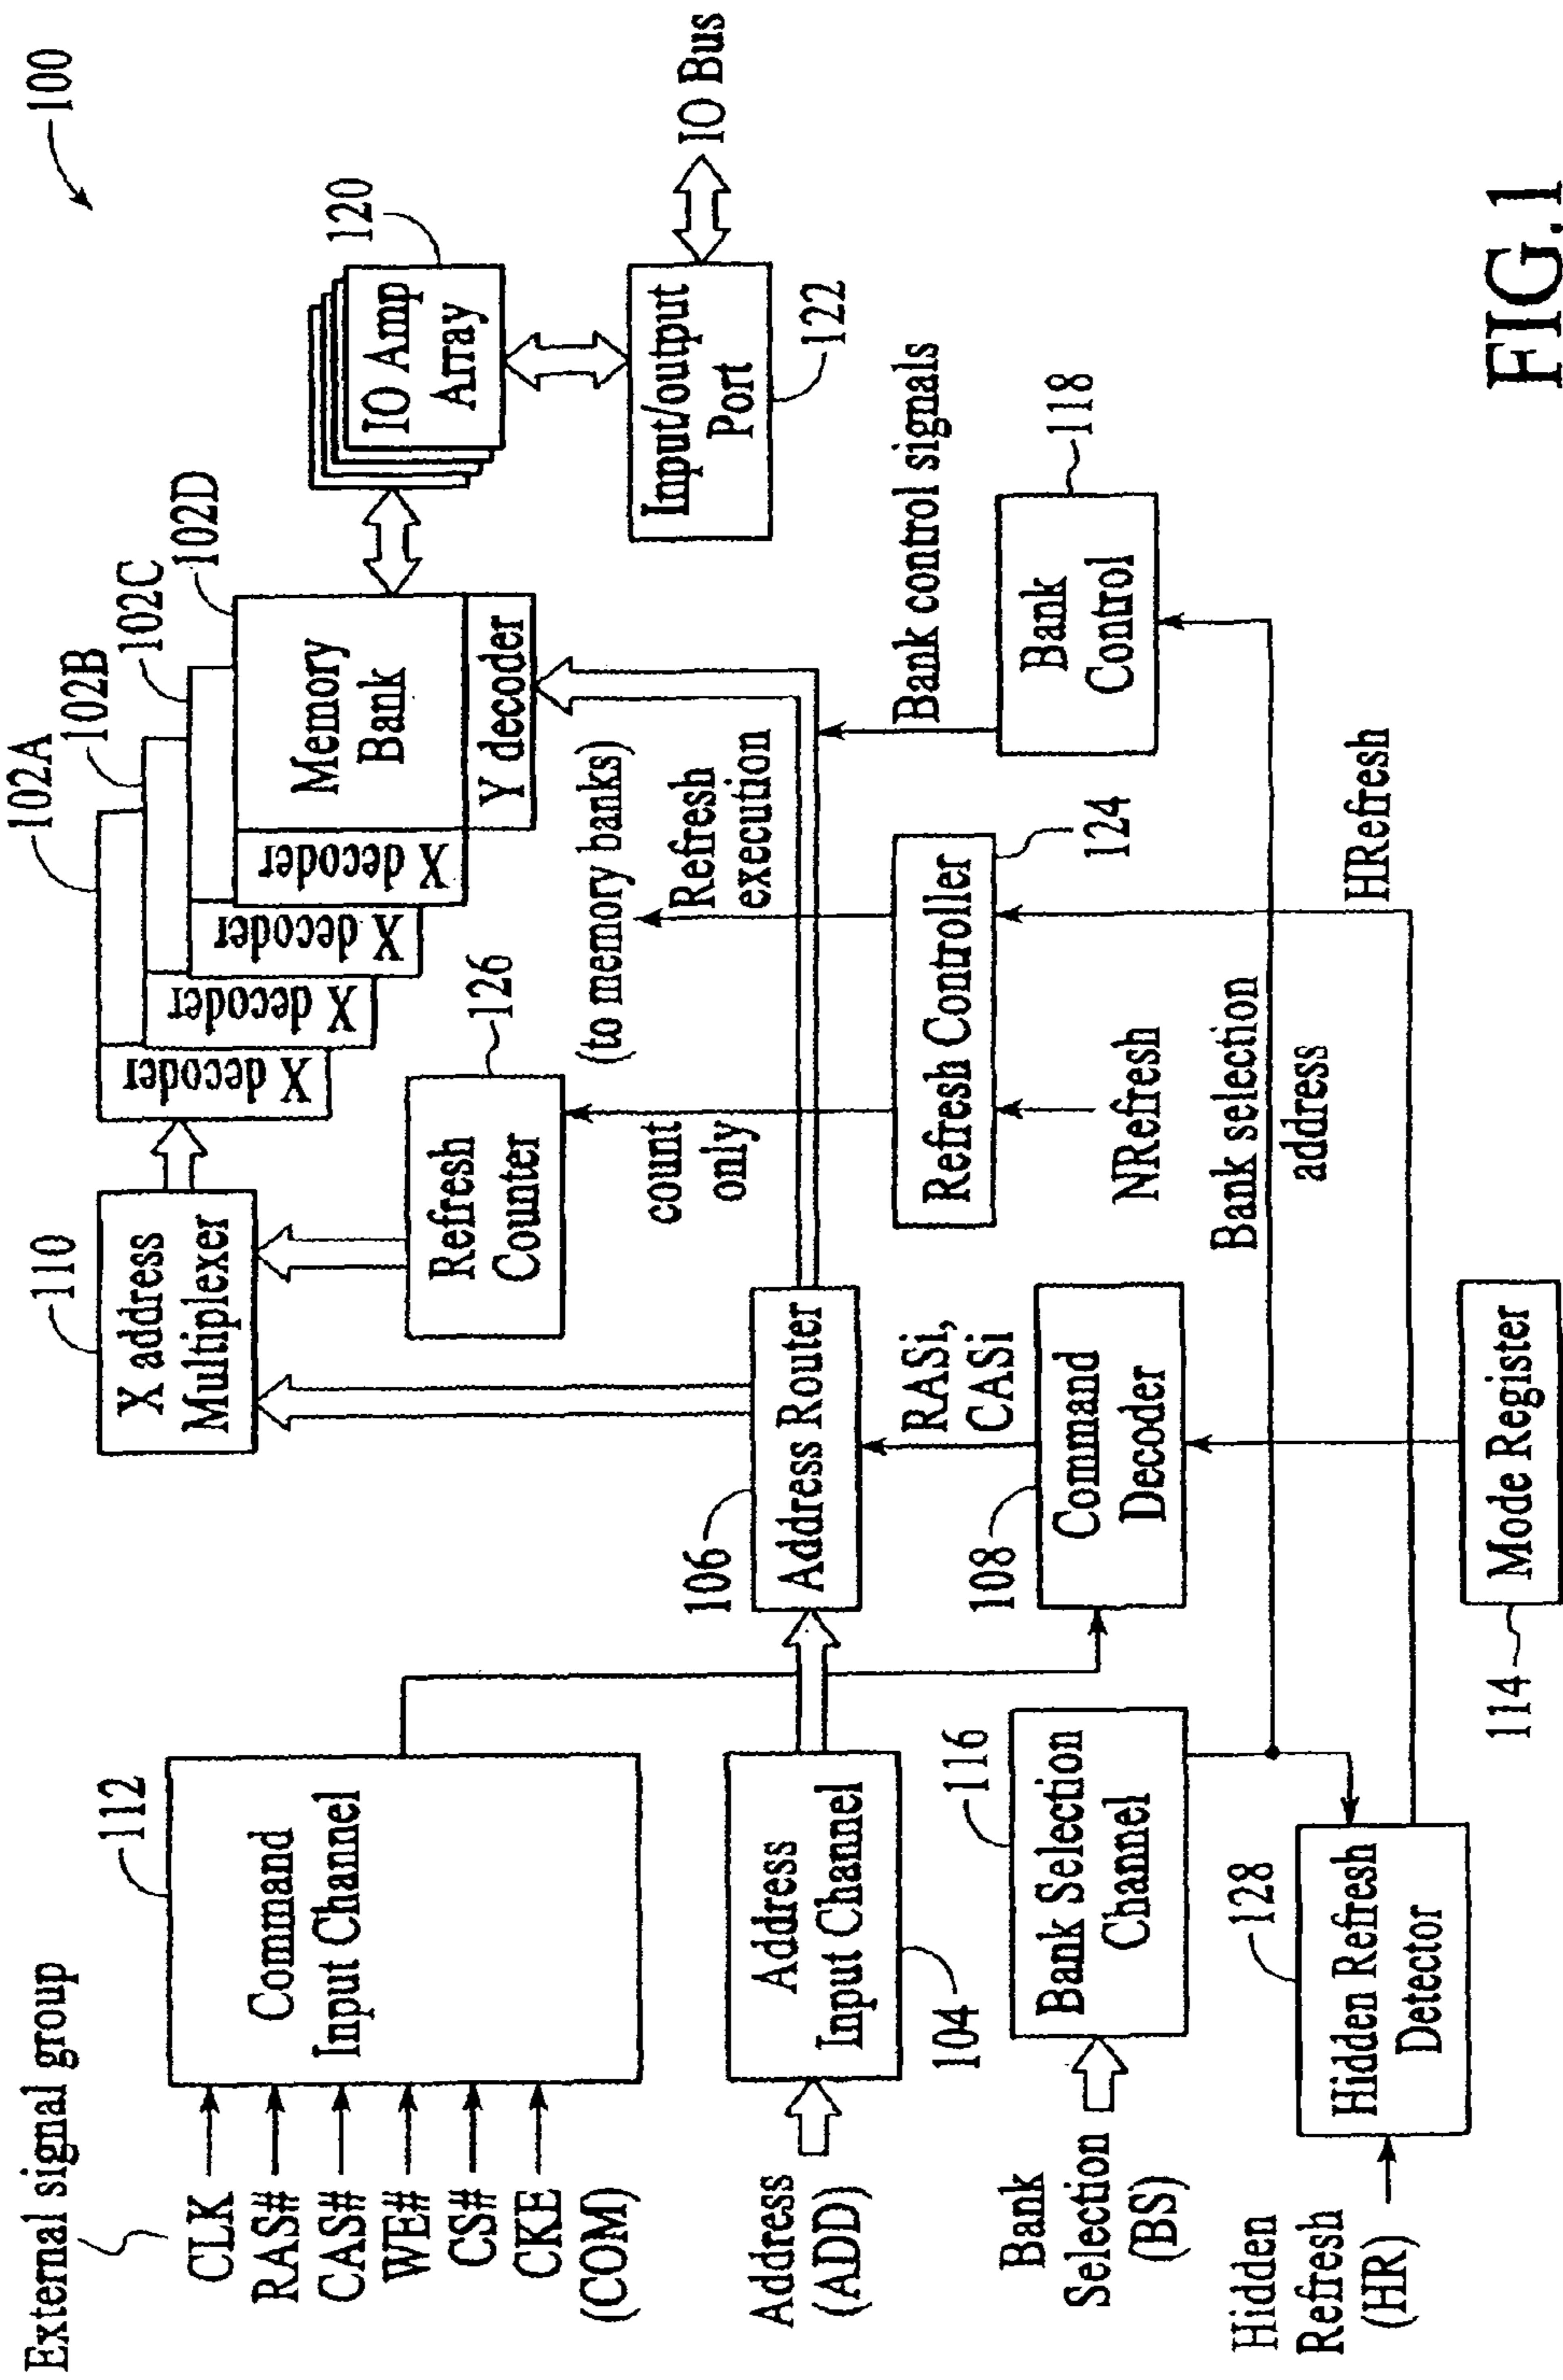 100
External signal group
CLK
RAS#
CAS#
WE#
CS#
CKE
(COM)
112
Command
Input Channel
Address
(ADD)
Address
Input Channel
104
Bank
Selection
(BS)
116
Bank Selection
Channel
Hidden
Refresh
(HR)
128
Hidden Refresh
Detector
110
X address
Multiplexer
106
Address Router
RASi,
CASi
108
Command
Decoder
114
Mode Register
126
Refresh
Counter
count
only
(to memory banks)
Refresh
execution
Refresh Controller
124
NRefresh
HRefresh
Bank selection
address
102A
102B
102C
102D
X decoder
X decoder
X decoder
X decoder
Memory
Bank
Y decoder
Bank control signals
Bank
Control
118
IO Amp
Array
120
Input/output
Port
122
IO Bus
FIG.1